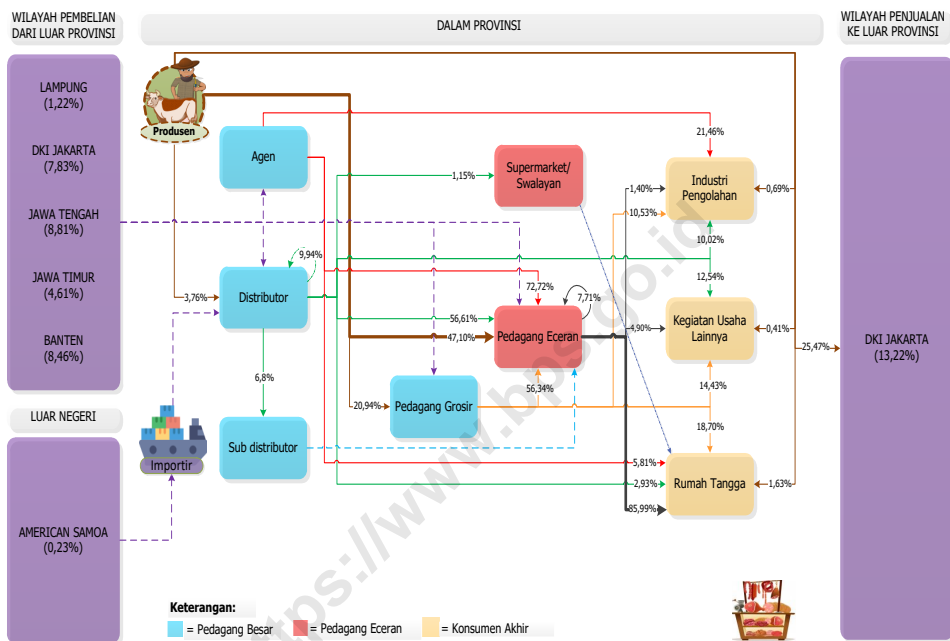 WILAYAH PEMBELIAN
DARI LUAR PROVINSI
DALAM PROVINSI
WILAYAH PENJUALAN
KE LUAR PROVINSI
LAMPUNG
(1,22%)
DKI JAKARTA
(7,83%)
JAWA TENGAH
(8,81%)
JAWA TIMUR
(4,61%)
BANTEN
(8,46%)
LUAR NEGERI
AMERICAN SAMOA
(0,23%)
Produsen
Agen
Supermarket/
Swalayan
Industri
Pengolahan
21,46%
1,15%
1,40%
0,69%
10,53%
9,94%
10,02%
12,54%
Distributor
3,76%
72,72%
7,71%
56,61%
47,10%
Pedagang Eceran
4,90%
Kegiatan Usaha
Lainnya
0,41%
25,47%
DKI JAKARTA
(13,22%)
6,8%
56,34%
14,43%
20,94%
Pedagang Grosir
18,70%
Sub distributor
Importir
5,81%
2,93%
85,99%
Rumah Tangga
1,63%
Keterangan:
= Pedagang Besar
= Pedagang Eceran
= Konsumen Akhir
https://www.bps.go.id